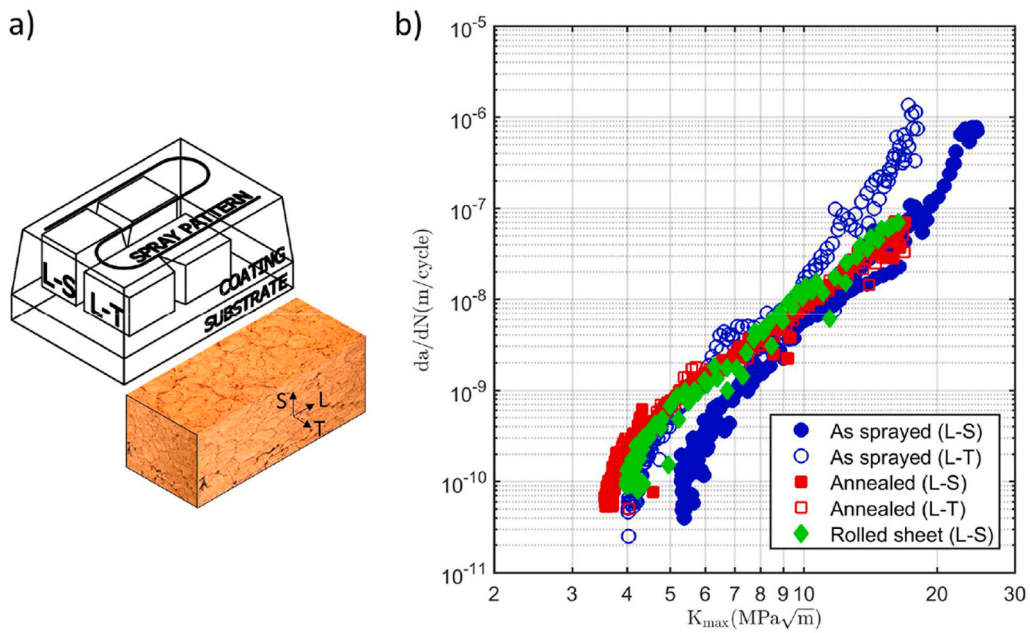 a)
SPRAY PATTERN
L-S
L-T
COATING
SUBSTRATE
S
L
T
b)
da/dN(m/cycle)
10⁻⁵
10⁻⁶
10⁻⁷
10⁻⁸
10⁻⁹
10⁻¹⁰
10⁻¹¹
As sprayed (L-S)
As sprayed (L-T)
Annealed (L-S)
Annealed (L-T)
Rolled sheet (L-S)
2 3 4 5 6 7 8 9 10 20 30
Kmax(MPa√m)